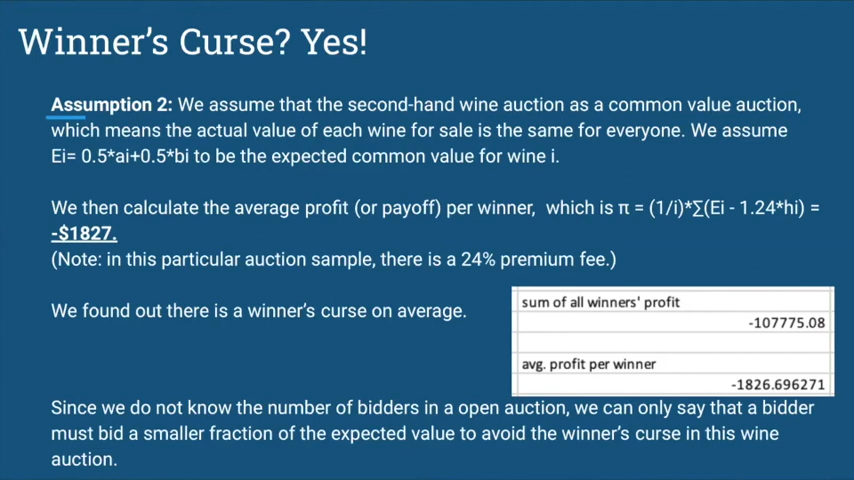 Winner's Curse? Yes!
Assumption 2: We assume that the second-hand wine auction as a common value auction,
which means the actual value of each wine for sale is the same for everyone. We assume
Ei= 0.5*ai+0.5*bi to be the expected common value for wine i.
We then calculate the average profit (or payoff) per winner,  which is π = (1/i)*∑(Ei - 1.24*hi) =
-$1827.
(Note: in this particular auction sample, there is a 24% premium fee.)
We found out there is a winner's curse on average.
sum of all winners' profit
-107775.08
avg. profit per winner
-1826.696271
Since we do not know the number of bidders in a open auction, we can only say that a bidder
must bid a smaller fraction of the expected value to avoid the winner's curse in this wine
auction.